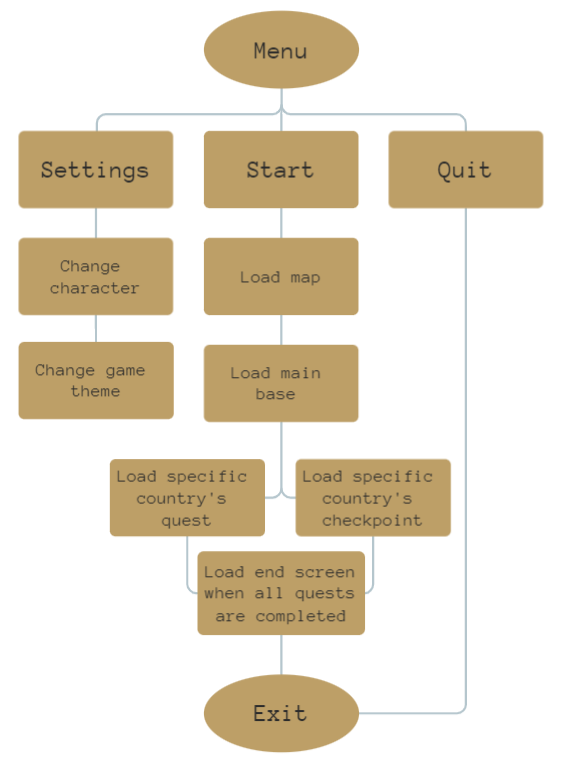 Menu
Settings
Start
Quit
Change
character
Load map
Change game
theme
Load main
base
Load specific
country's
quest
Load specific
country's
checkpoint
Load end screen
when all quests
are completed
Exit